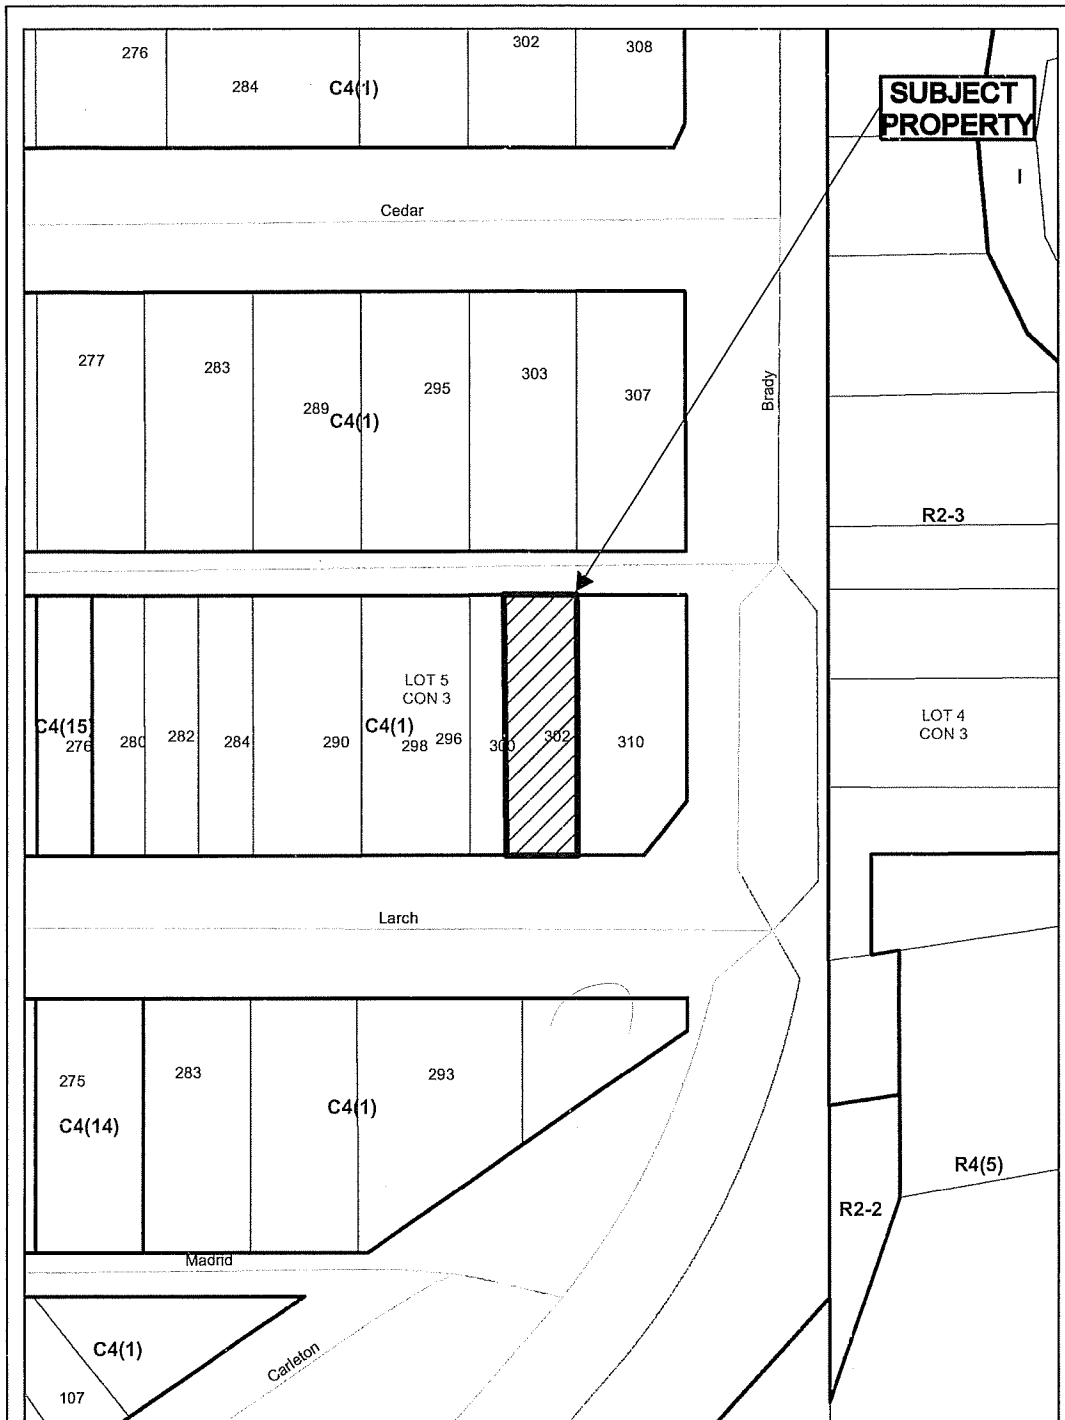 276
284
C4(1)
302
308
SUBJECT
PROPERTY
I
Cedar
277
283
289
C4(1)
295
303
307
Brady
R2-3
C4(15)
276
280
282
284
290
LOT 5
CON 3
C4(1)
298
296
300
302
310
LOT 4
CON 3
Larch
275
C4(14)
283
C4(1)
293
R4(5)
R2-2
Madrid
C4(1)
107
Carleton